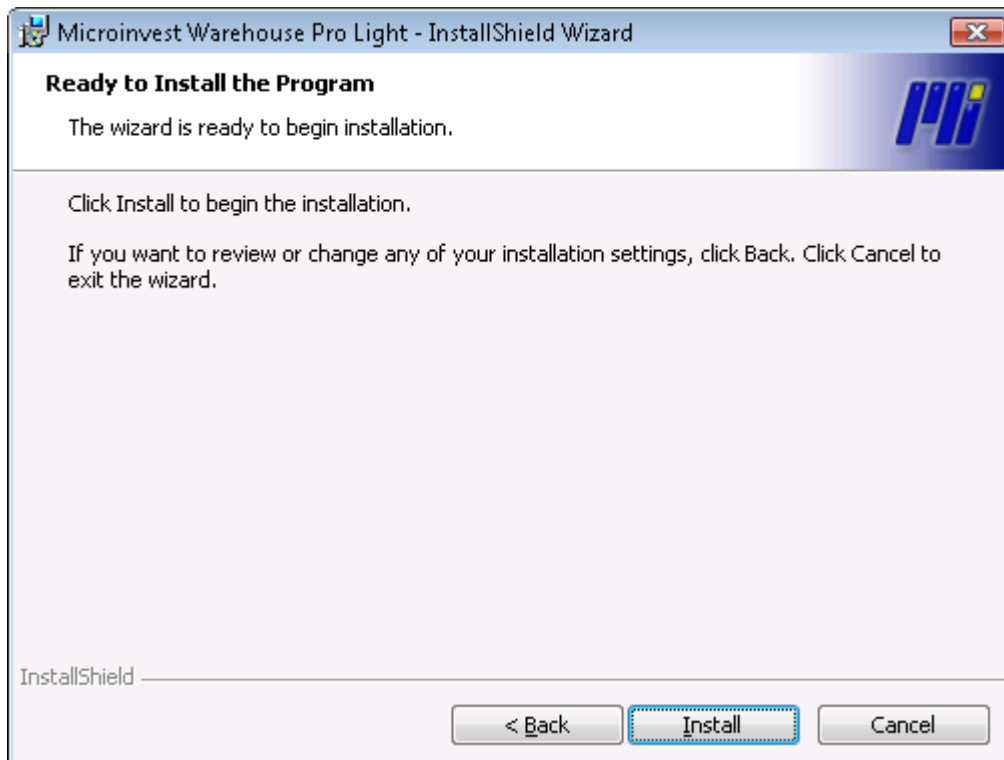 Microinvest Warehouse Pro Light - InstallShield Wizard
Ready to Install the Program
The wizard is ready to begin installation.
Mi
Click Install to begin the installation.
If you want to review or change any of your installation settings, click Back. Click Cancel to
exit the wizard.
InstallShield
< Back
Install
Cancel